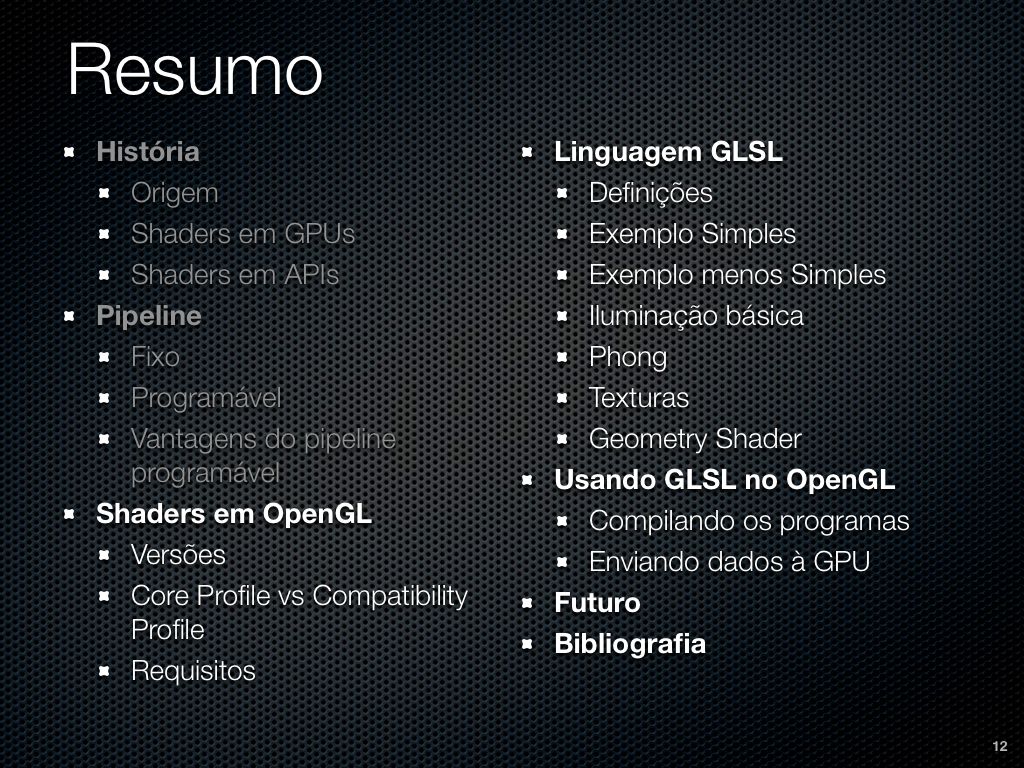 Resumo
História
Origem
Shaders em GPUs
Shaders em APIs
Pipeline
Fixo
Programável
Vantagens do pipeline
programável
Shaders em OpenGL
Versões
Core Profile vs Compatibility
Profile
Requisitos
Linguagem GLSL
Definições
Exemplo Simples
Exemplo menos Simples
Iluminação básica
Phong
Texturas
Geometry Shader
Usando GLSL no OpenGL
Compilando os programas
Enviando dados à GPU
Futuro
Bibliografia
12